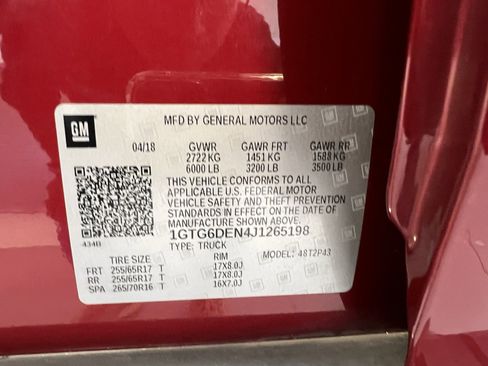 GM
MFD BY GENERAL MOTORS LLC
04/18 GVWR GAWR FRT GAWR RR
2722 KG 1451 KG 1588 KG
6000 LB 3200 LB 3500 LB
THIS VEHICLE CONFORMS TO ALL
APPLICABLE U.S. FEDERAL MOTOR
VEHICLE SAFETY AND THEFT PREVENTION
STANDARDS IN EFFECT ON THE DATE OF
MANUFACTURE SHOWN ABOVE.
434B 1GTG6DEN4J1265198
TYPE: TRUCK MODEL: 48T2P43
TIRE SIZE RIM
FRT 255/65R17 T 17X8.0J
RR 255/65R17 T 17X8.0J
SPA 265/70R16 T 16X7.0J